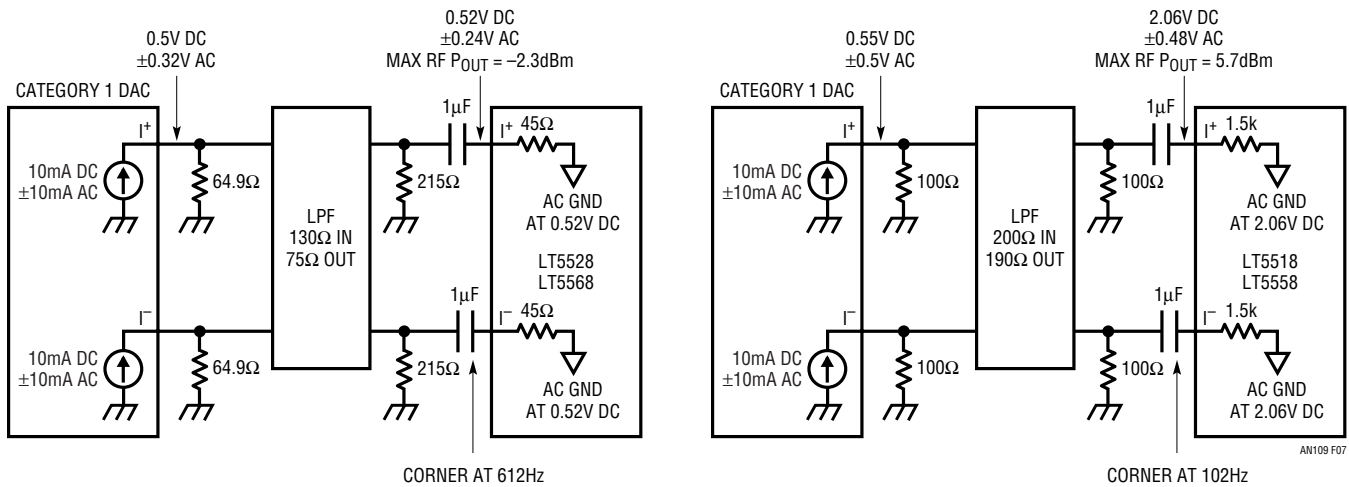 0.5V DC
±0.32V AC
0.52V DC
±0.24V AC
MAX RF POUT = –2.3dBm
CATEGORY 1 DAC
1µF
I+
I+
45Ω
10mA DC
±10mA AC
64.9Ω
215Ω
AC GND
AT 0.52V DC
LPF
130Ω IN
75Ω OUT
LT5528
LT5568
1µF
I–
I–
45Ω
10mA DC
±10mA AC
64.9Ω
215Ω
AC GND
AT 0.52V DC
CORNER AT 612Hz
0.55V DC
±0.5V AC
2.06V DC
±0.48V AC
MAX RF POUT = 5.7dBm
CATEGORY 1 DAC
1µF
I+
I+
1.5k
10mA DC
±10mA AC
100Ω
100Ω
AC GND
AT 2.06V DC
LPF
200Ω IN
190Ω OUT
LT5518
LT5558
1µF
I–
I–
1.5k
10mA DC
±10mA AC
100Ω
100Ω
AC GND
AT 2.06V DC
AN109 F07
CORNER AT 102Hz